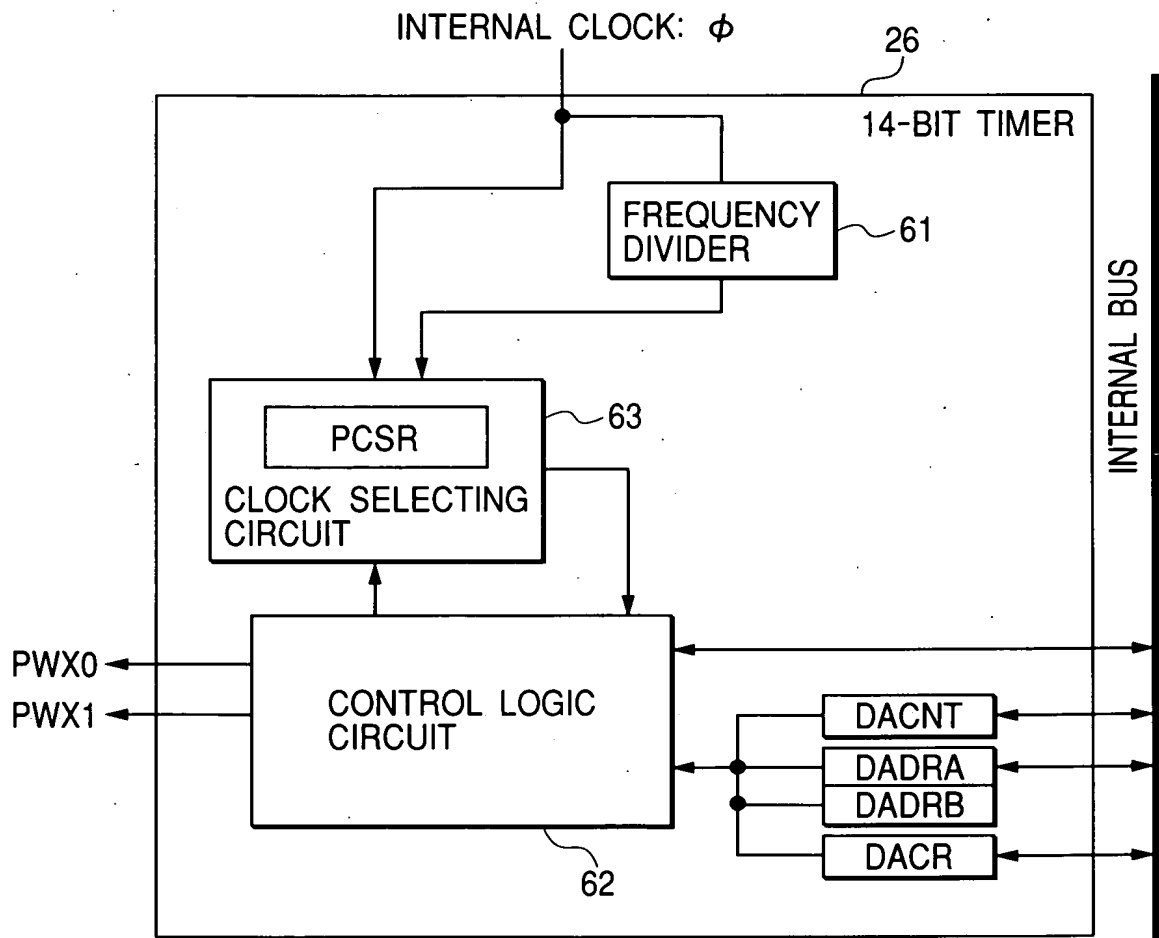 INTERNAL CLOCK: φ
26
14-BIT TIMER
FREQUENCY
DIVIDER
61
INTERNAL BUS
PCSR
63
CLOCK SELECTING
CIRCUIT
PWX0
PWX1
CONTROL LOGIC
CIRCUIT
DACNT
DADRA
DADRB
DACR
62